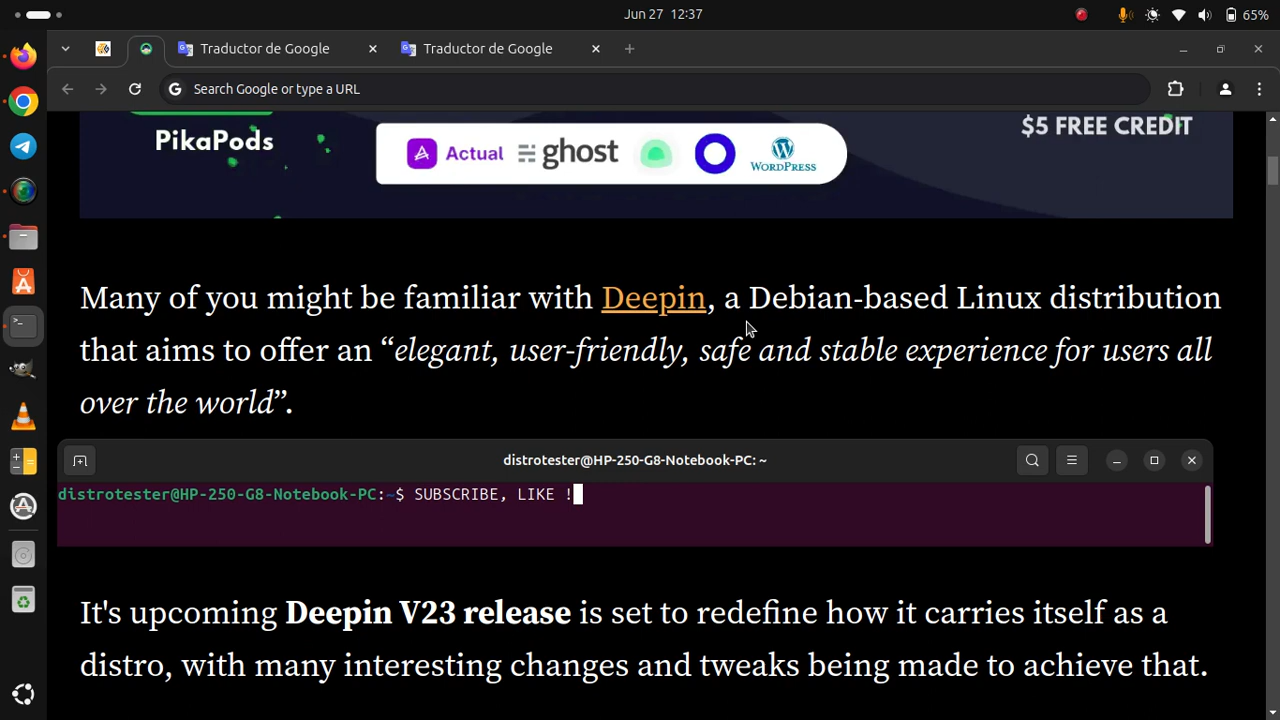 Jun 27 12:37
65%
Traductor de Google
Traductor de Google
Search Google or type a URL
PikaPods
Actual
ghost
WORDPRESS
$5 FREE CREDIT
Many of you might be familiar with Deepin, a Debian-based Linux distribution
that aims to offer an “elegant, user-friendly, safe and stable experience for users all
over the world”.
distrotester@HP-250-G8-Notebook-PC: ~
distrotester@HP-250-G8-Notebook-PC:~$ SUBSCRIBE, LIKE !
It's upcoming Deepin V23 release is set to redefine how it carries itself as a
distro, with many interesting changes and tweaks being made to achieve that.